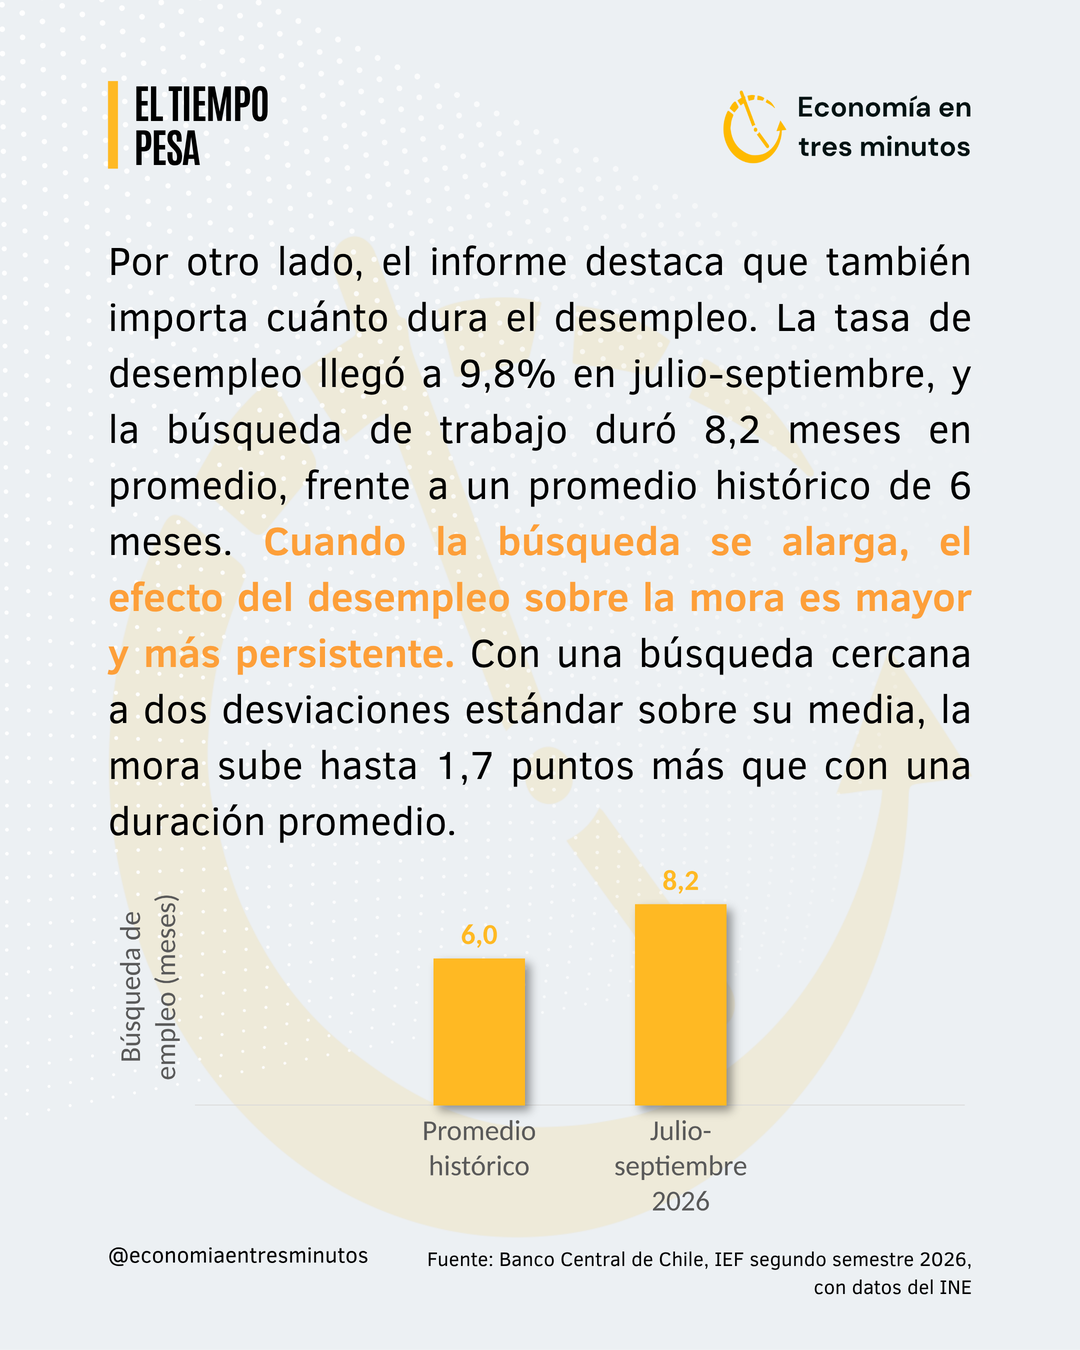 EL TIEMPO
PESA
Economía en
tres minutos
Por otro lado, el informe destaca que también
importa cuánto dura el desempleo. La tasa de
desempleo llegó a 9,8% en julio-septiembre, y
la búsqueda de trabajo duró 8,2 meses en
promedio, frente a un promedio histórico de 6
meses. Cuando la búsqueda se alarga, el
efecto del desempleo sobre la mora es mayor
y más persistente. Con una búsqueda cercana
a dos desviaciones estándar sobre su media, la
mora sube hasta 1,7 puntos más que con una
duración promedio.
Búsqueda de
empleo (meses)
6,0
8,2
Promedio
histórico
Julio-
septiembre
2026
@economiaentresminutos
Fuente: Banco Central de Chile, IEF segundo semestre 2026,
con datos del INE